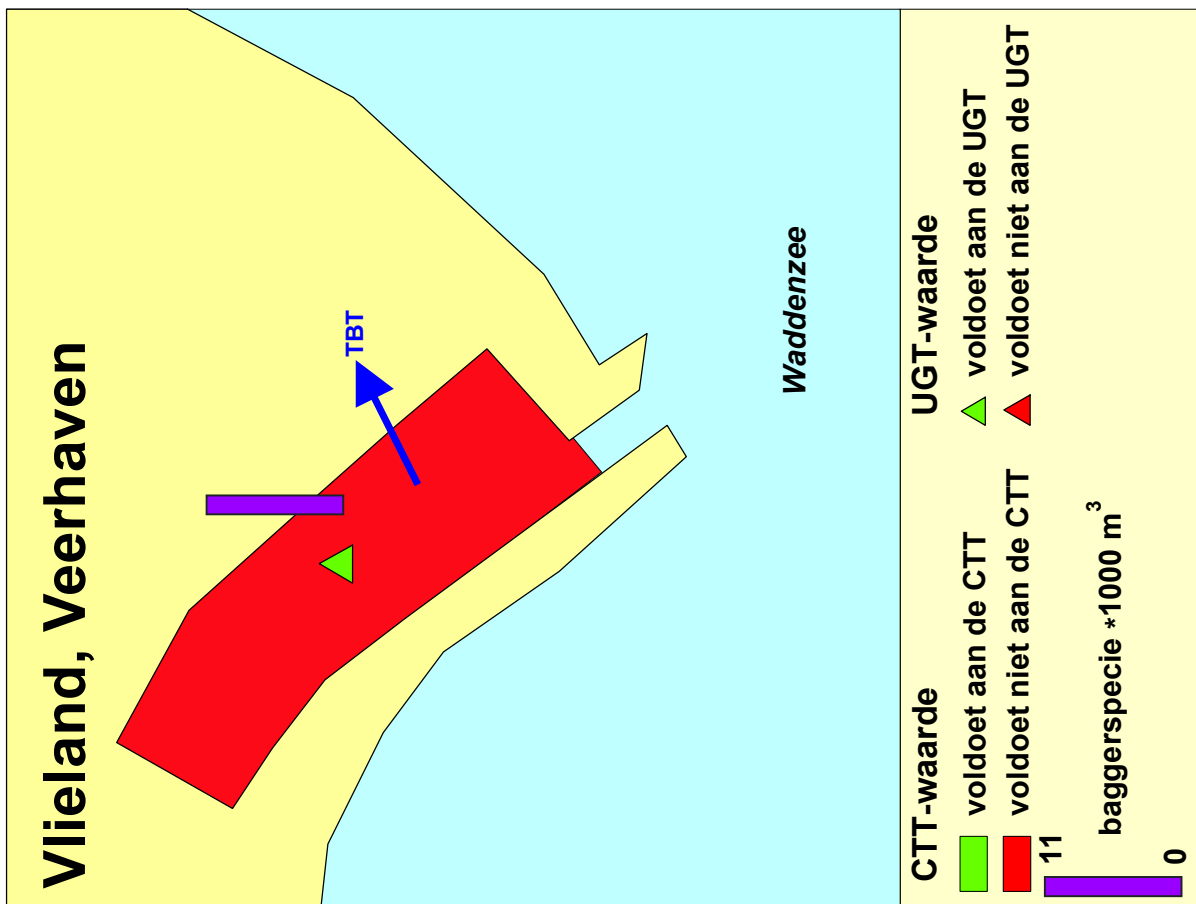 Vlieland, Veerhaven
TBT
Waddenzee
CTT-waarde
voldoet aan de CTT
voldoet niet aan de CTT
11
0
baggerspecie *1000 m³
UGT-waarde
voldoet aan de UGT
voldoet niet aan de UGT